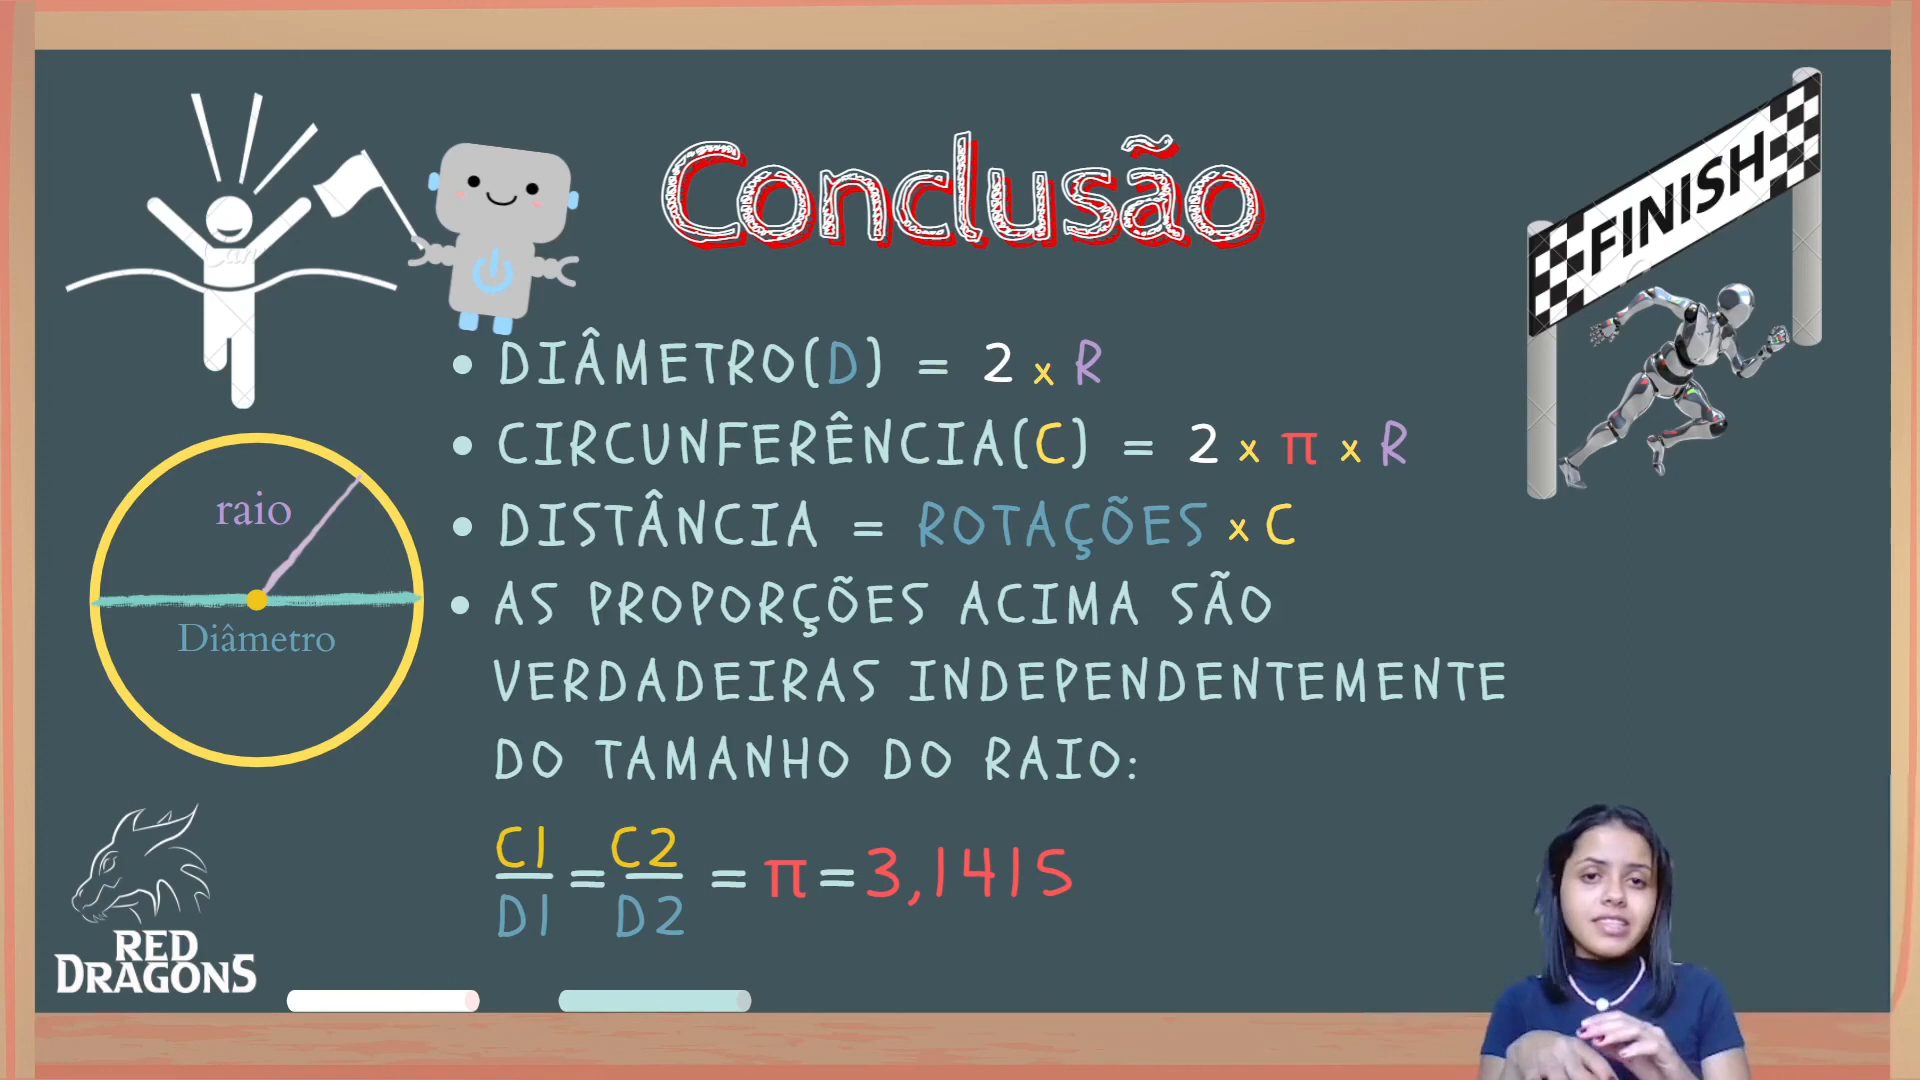 Conclusão
FINISH
• DIÂMETRO(D) = 2 x R
• CIRCUNFERÊNCIA(C) = 2 x π x R
• DISTÂNCIA = ROTAÇÕES x C
• AS PROPORÇÕES ACIMA SÃO
VERDADEIRAS INDEPENDENTEMENTE
DO TAMANHO DO RAIO:
C1/D1 = C2/D2 = π = 3,1415
raio
Diâmetro
RED
DRAGONS